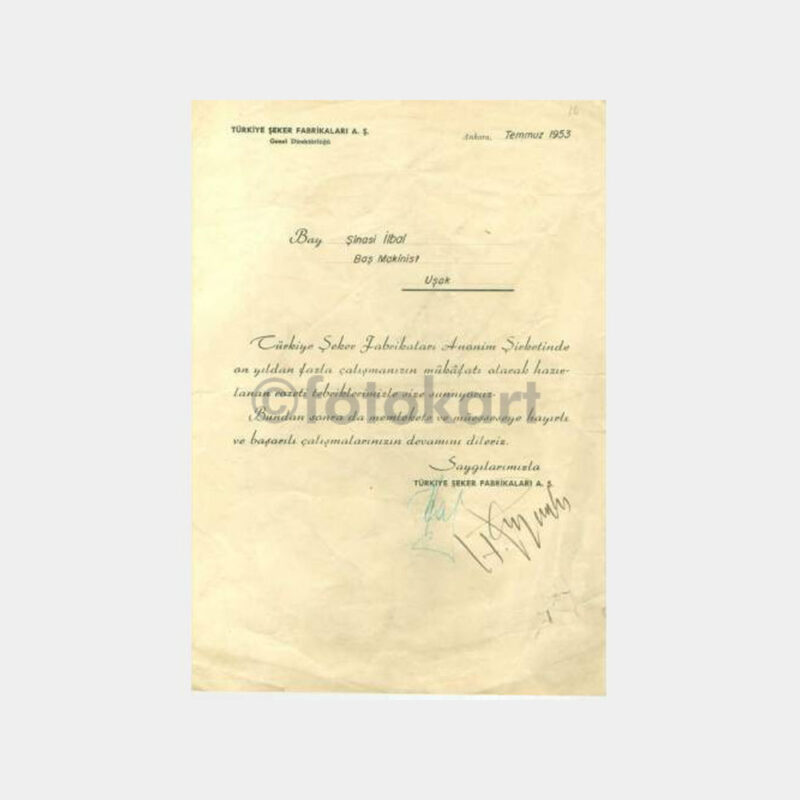 10
TÜRKİYE ŞEKER FABRİKALARI A. Ş.
Genel Direktörlüğü
Ankara, Temmuz 1953
Bay Şinasi İlbal
Baş Makinist
Uşak
Türkiye Şeker Fabrikaları Anonim Şirketinde
on yıldan fazla çalışmanızın mükâfatı olarak hazır-
lanan rozeti tebriklerimizle size sunuyoruz.
©fotokart
Bundan sonra da memlekete ve müesseseye hayırlı
ve başarılı çalışmalarınızın devamını dileriz.
Saygılarımızla
TÜRKİYE ŞEKER FABRİKALARI A. Ş.